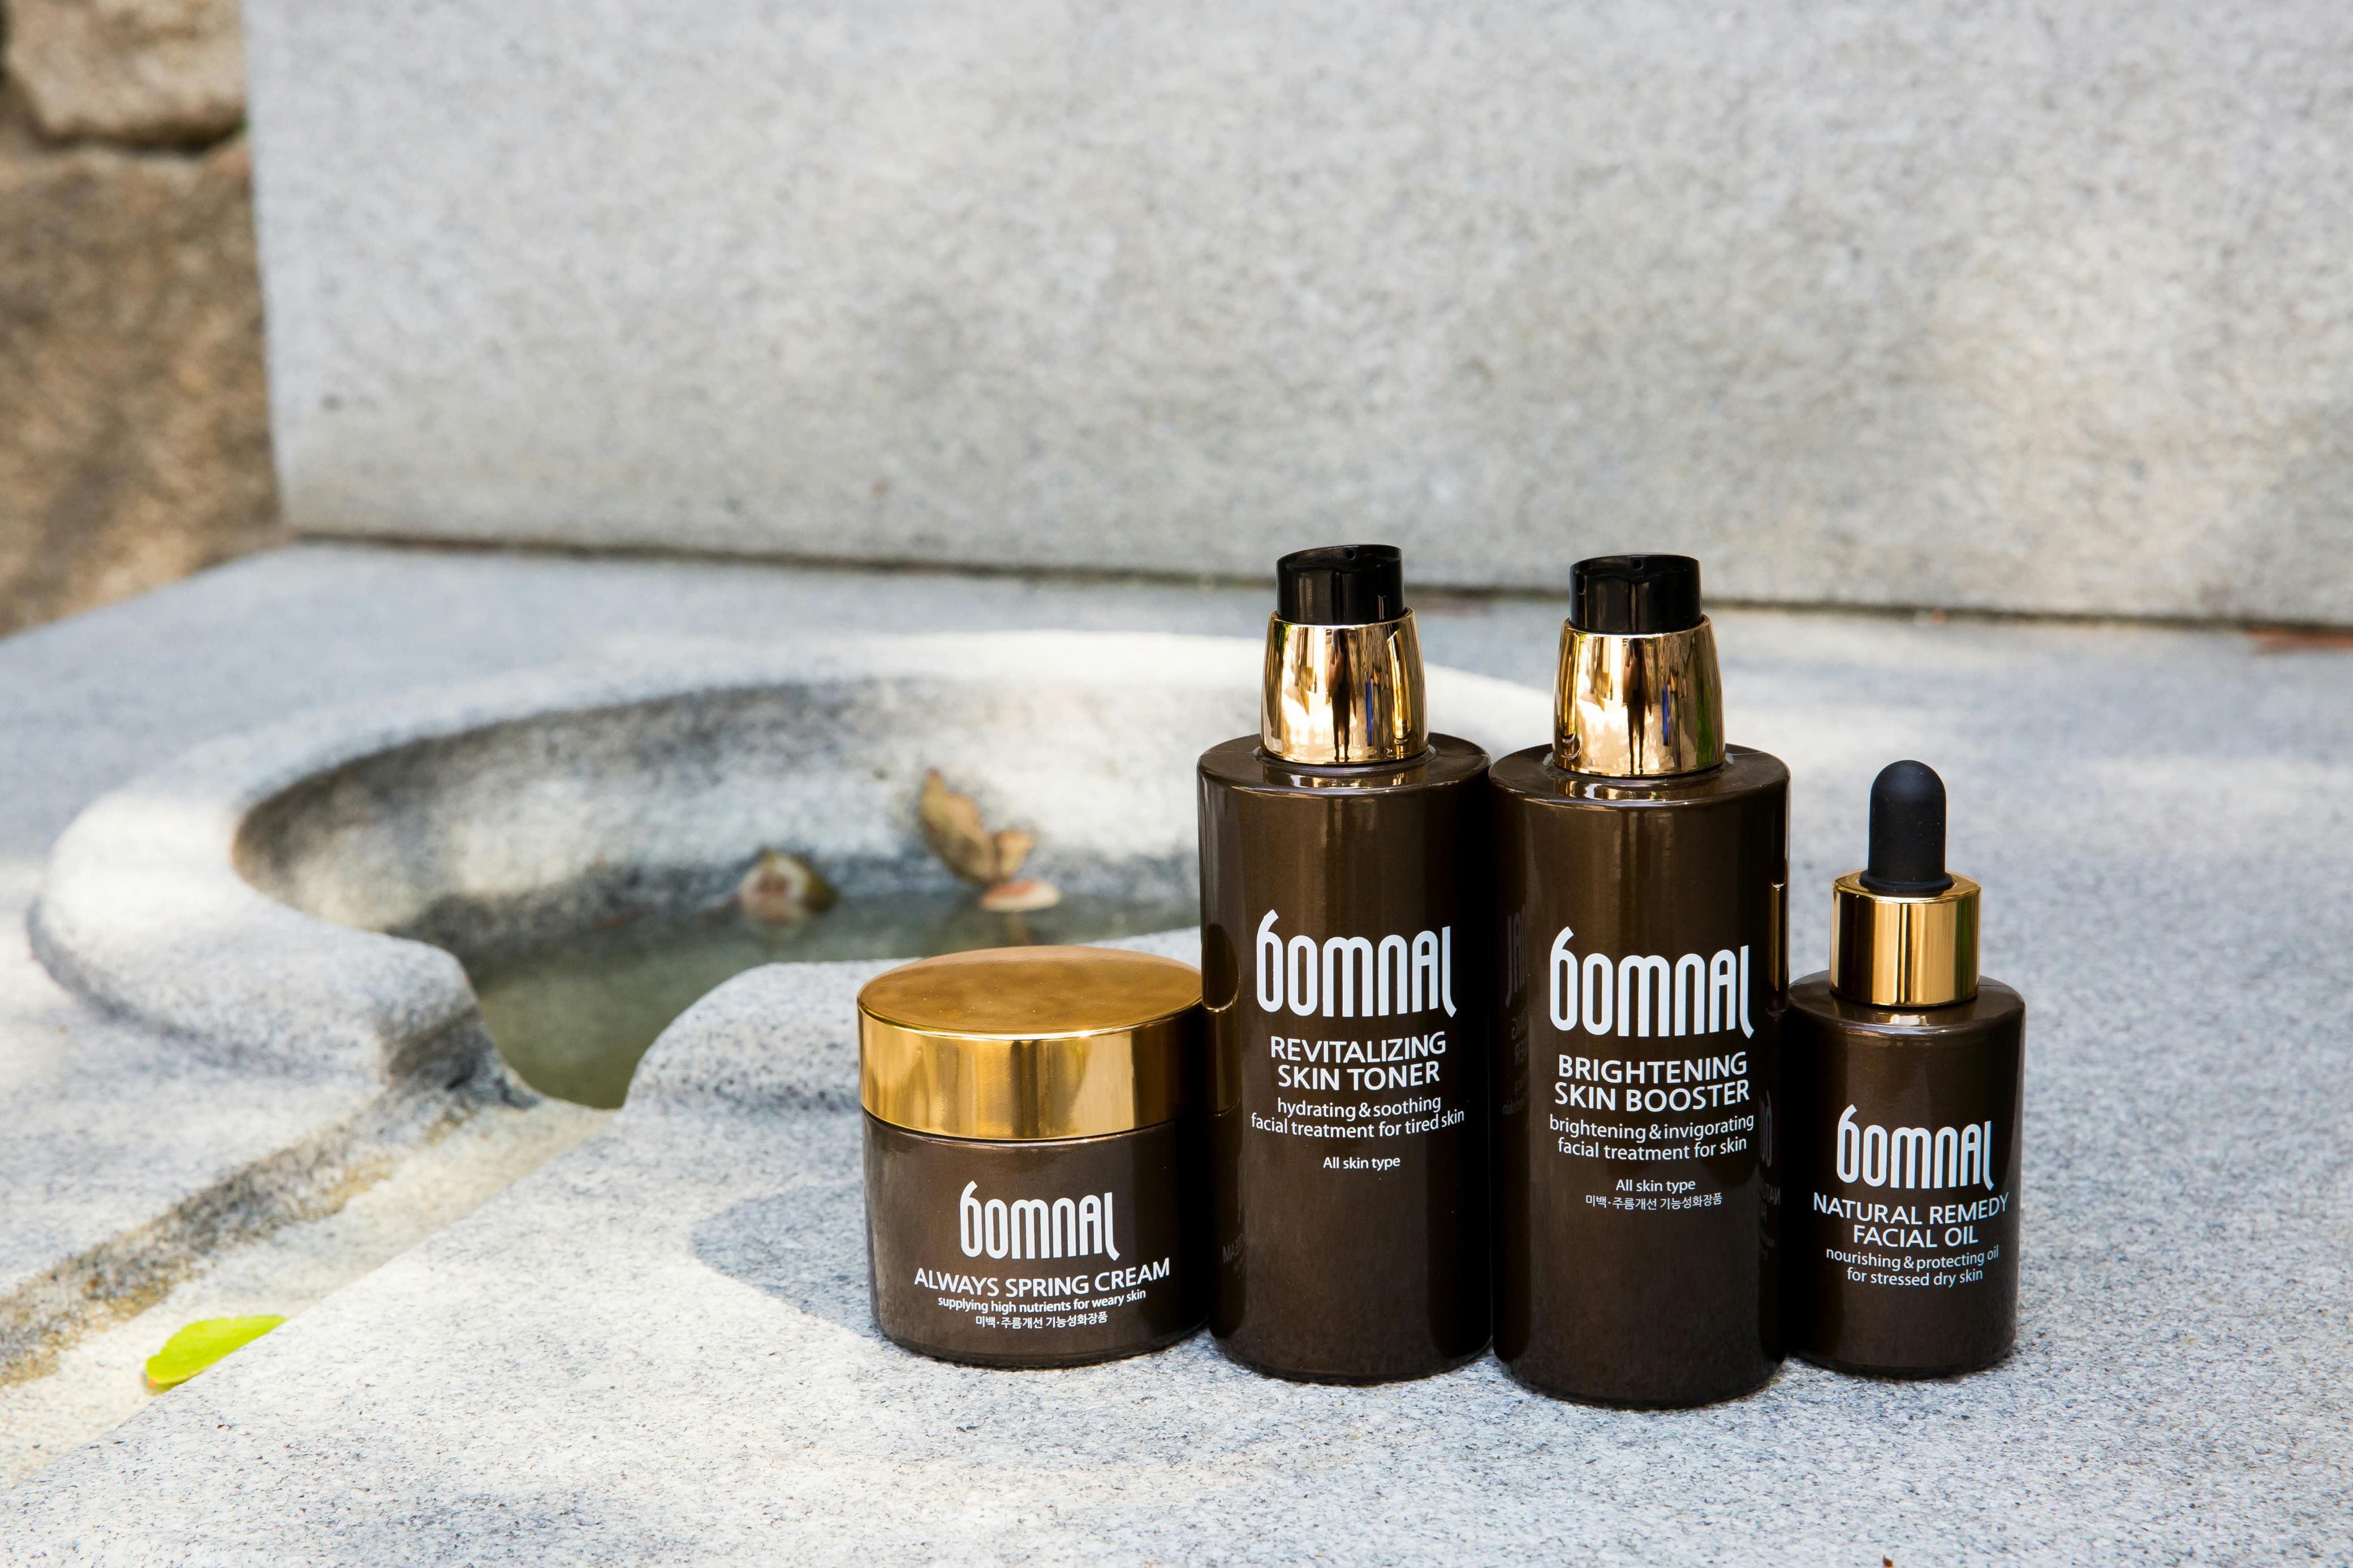 bomnal
ALWAYS SPRING CREAM
supplying high nutrients for weary skin
미백·주름개선 기능성화장품
bomnal
REVITALIZING
SKIN TONER
hydrating & soothing
facial treatment for tired skin
All skin type
bomnal
BRIGHTENING
SKIN BOOSTER
brightening & invigorating
facial treatment for skin
All skin type
미백·주름개선 기능성화장품
bomnal
NATURAL REMEDY
FACIAL OIL
nourishing & protecting oil
for stressed dry skin